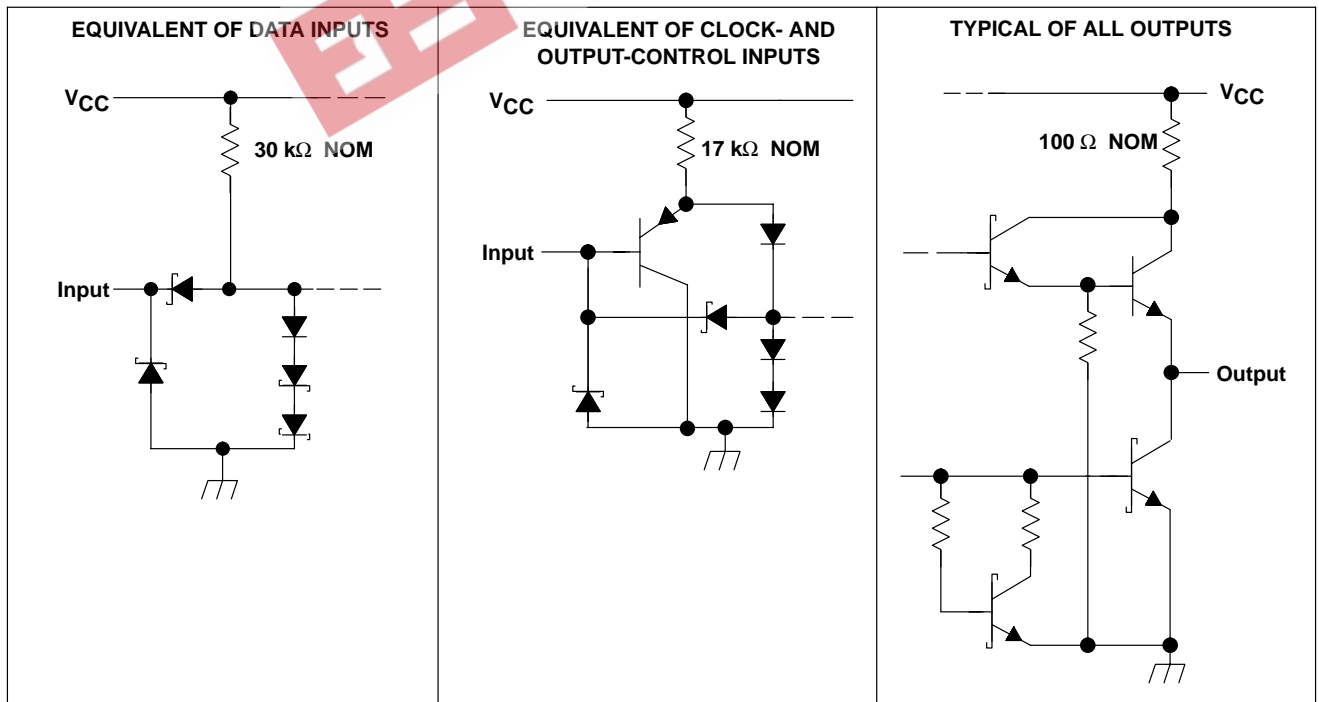 EQUIVALENT OF DATA INPUTS
VCC
30 kΩ NOM
Input
EQUIVALENT OF CLOCK- AND
OUTPUT-CONTROL INPUTS
VCC
17 kΩ NOM
Input
TYPICAL OF ALL OUTPUTS
VCC
100 Ω NOM
Output